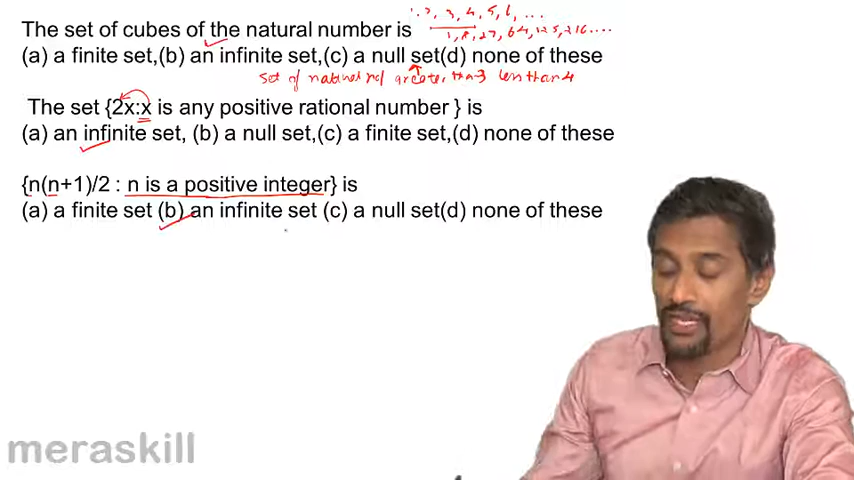 1, 2, 3, 4, 5, 6, ...
The set of cubes of the natural number is
1, 8, 27, 64, 125, 216 ....
(a) a finite set,(b) an infinite set,(c) a null set(d) none of these
set of natural no greater than 3 less than 4
The set {2x:x is any positive rational number } is
(a) an infinite set, (b) a null set,(c) a finite set,(d) none of these
{n(n+1)/2 : n is a positive integer} is
(a) a finite set (b) an infinite set (c) a null set(d) none of these
meraskill